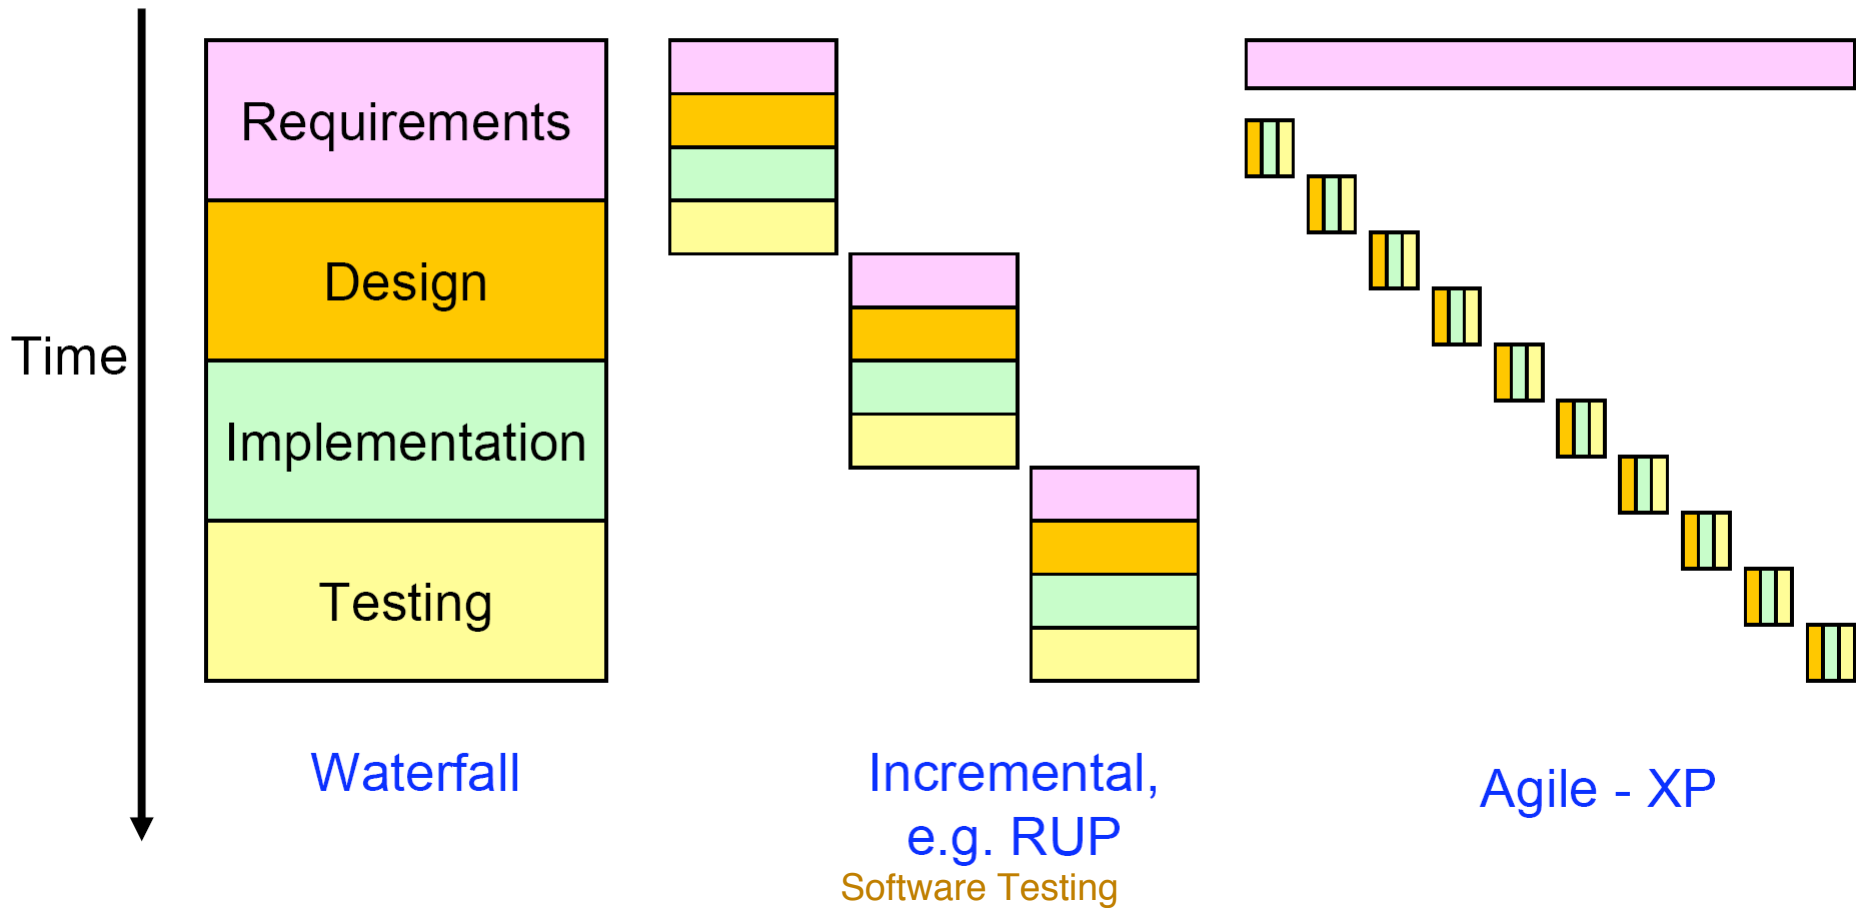 Requirements
Design
Time
Implementation
Testing
Waterfall
Incremental,
e.g. RUP
Agile - XP
Software Testing